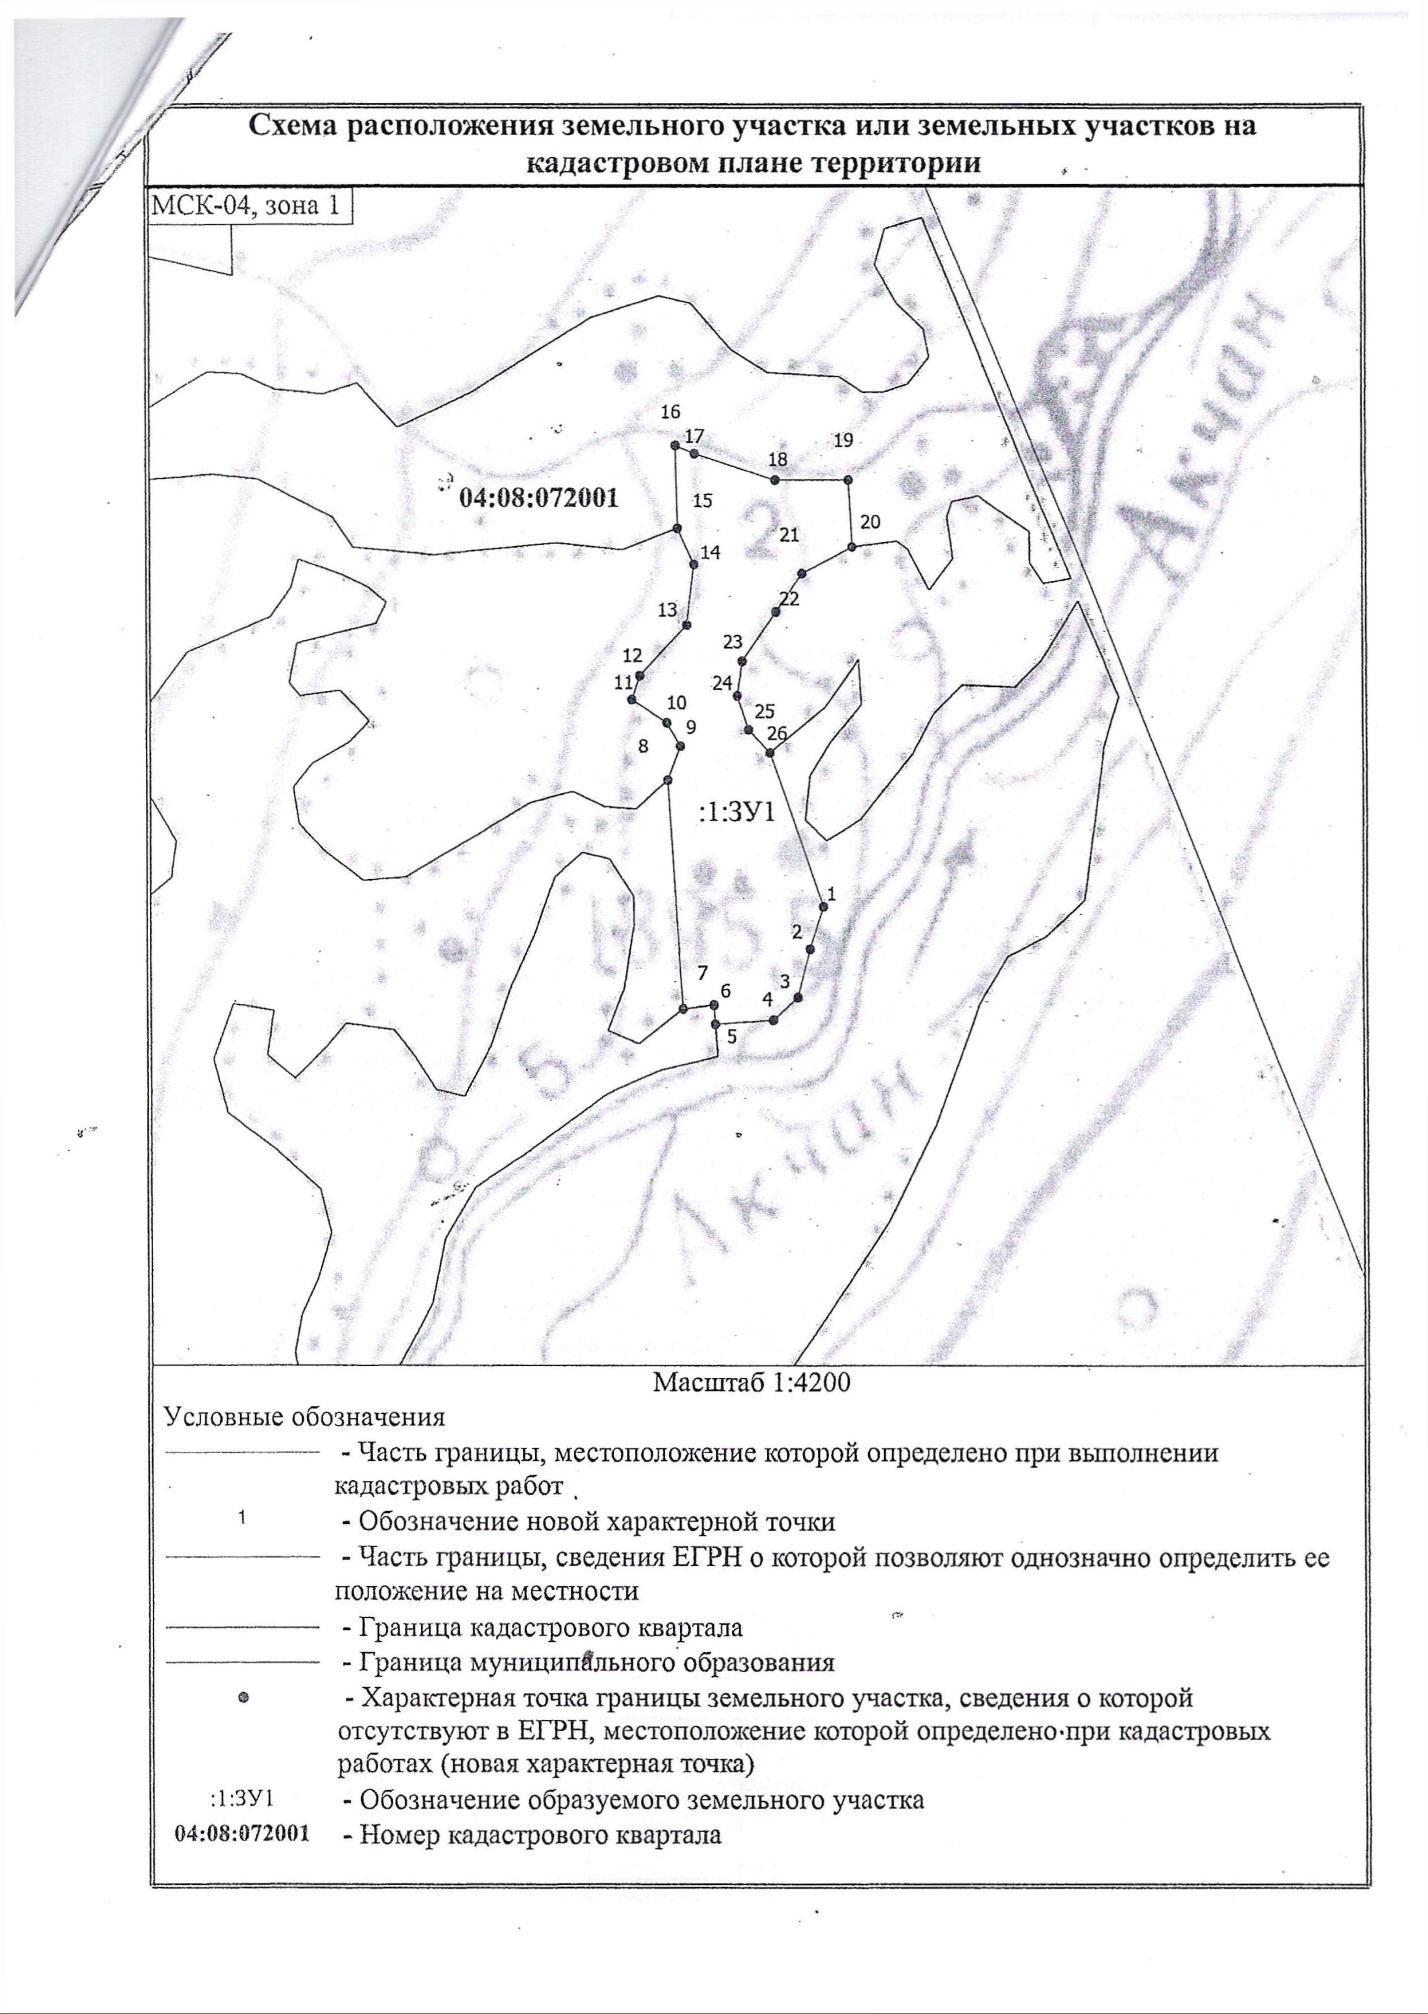 Схема расположения земельного участка или земельных участков на
кадастровом плане территории
МСК-04, зона 1
Акчан
16
17
18
19
04:08:072001
15
2
20
21
14
13
22
12
23
11
24
10
25
9
26
8
:1:ЗУ1
1
2
7
3
6
4
5
5
Акчан
Масштаб 1:4200
Условные обозначения
- Часть границы, местоположение которой определено при выполнении
кадастровых работ
1 - Обозначение новой характерной точки
- Часть границы, сведения ЕГРН о которой позволяют однозначно определить ее
положение на местности
- Граница кадастрового квартала
- Граница муниципального образования
- Характерная точка границы земельного участка, сведения о которой
отсутствуют в ЕГРН, местоположение которой определено при кадастровых
работах (новая характерная точка)
:1:ЗУ1 - Обозначение образуемого земельного участка
04:08:072001 - Номер кадастрового квартала